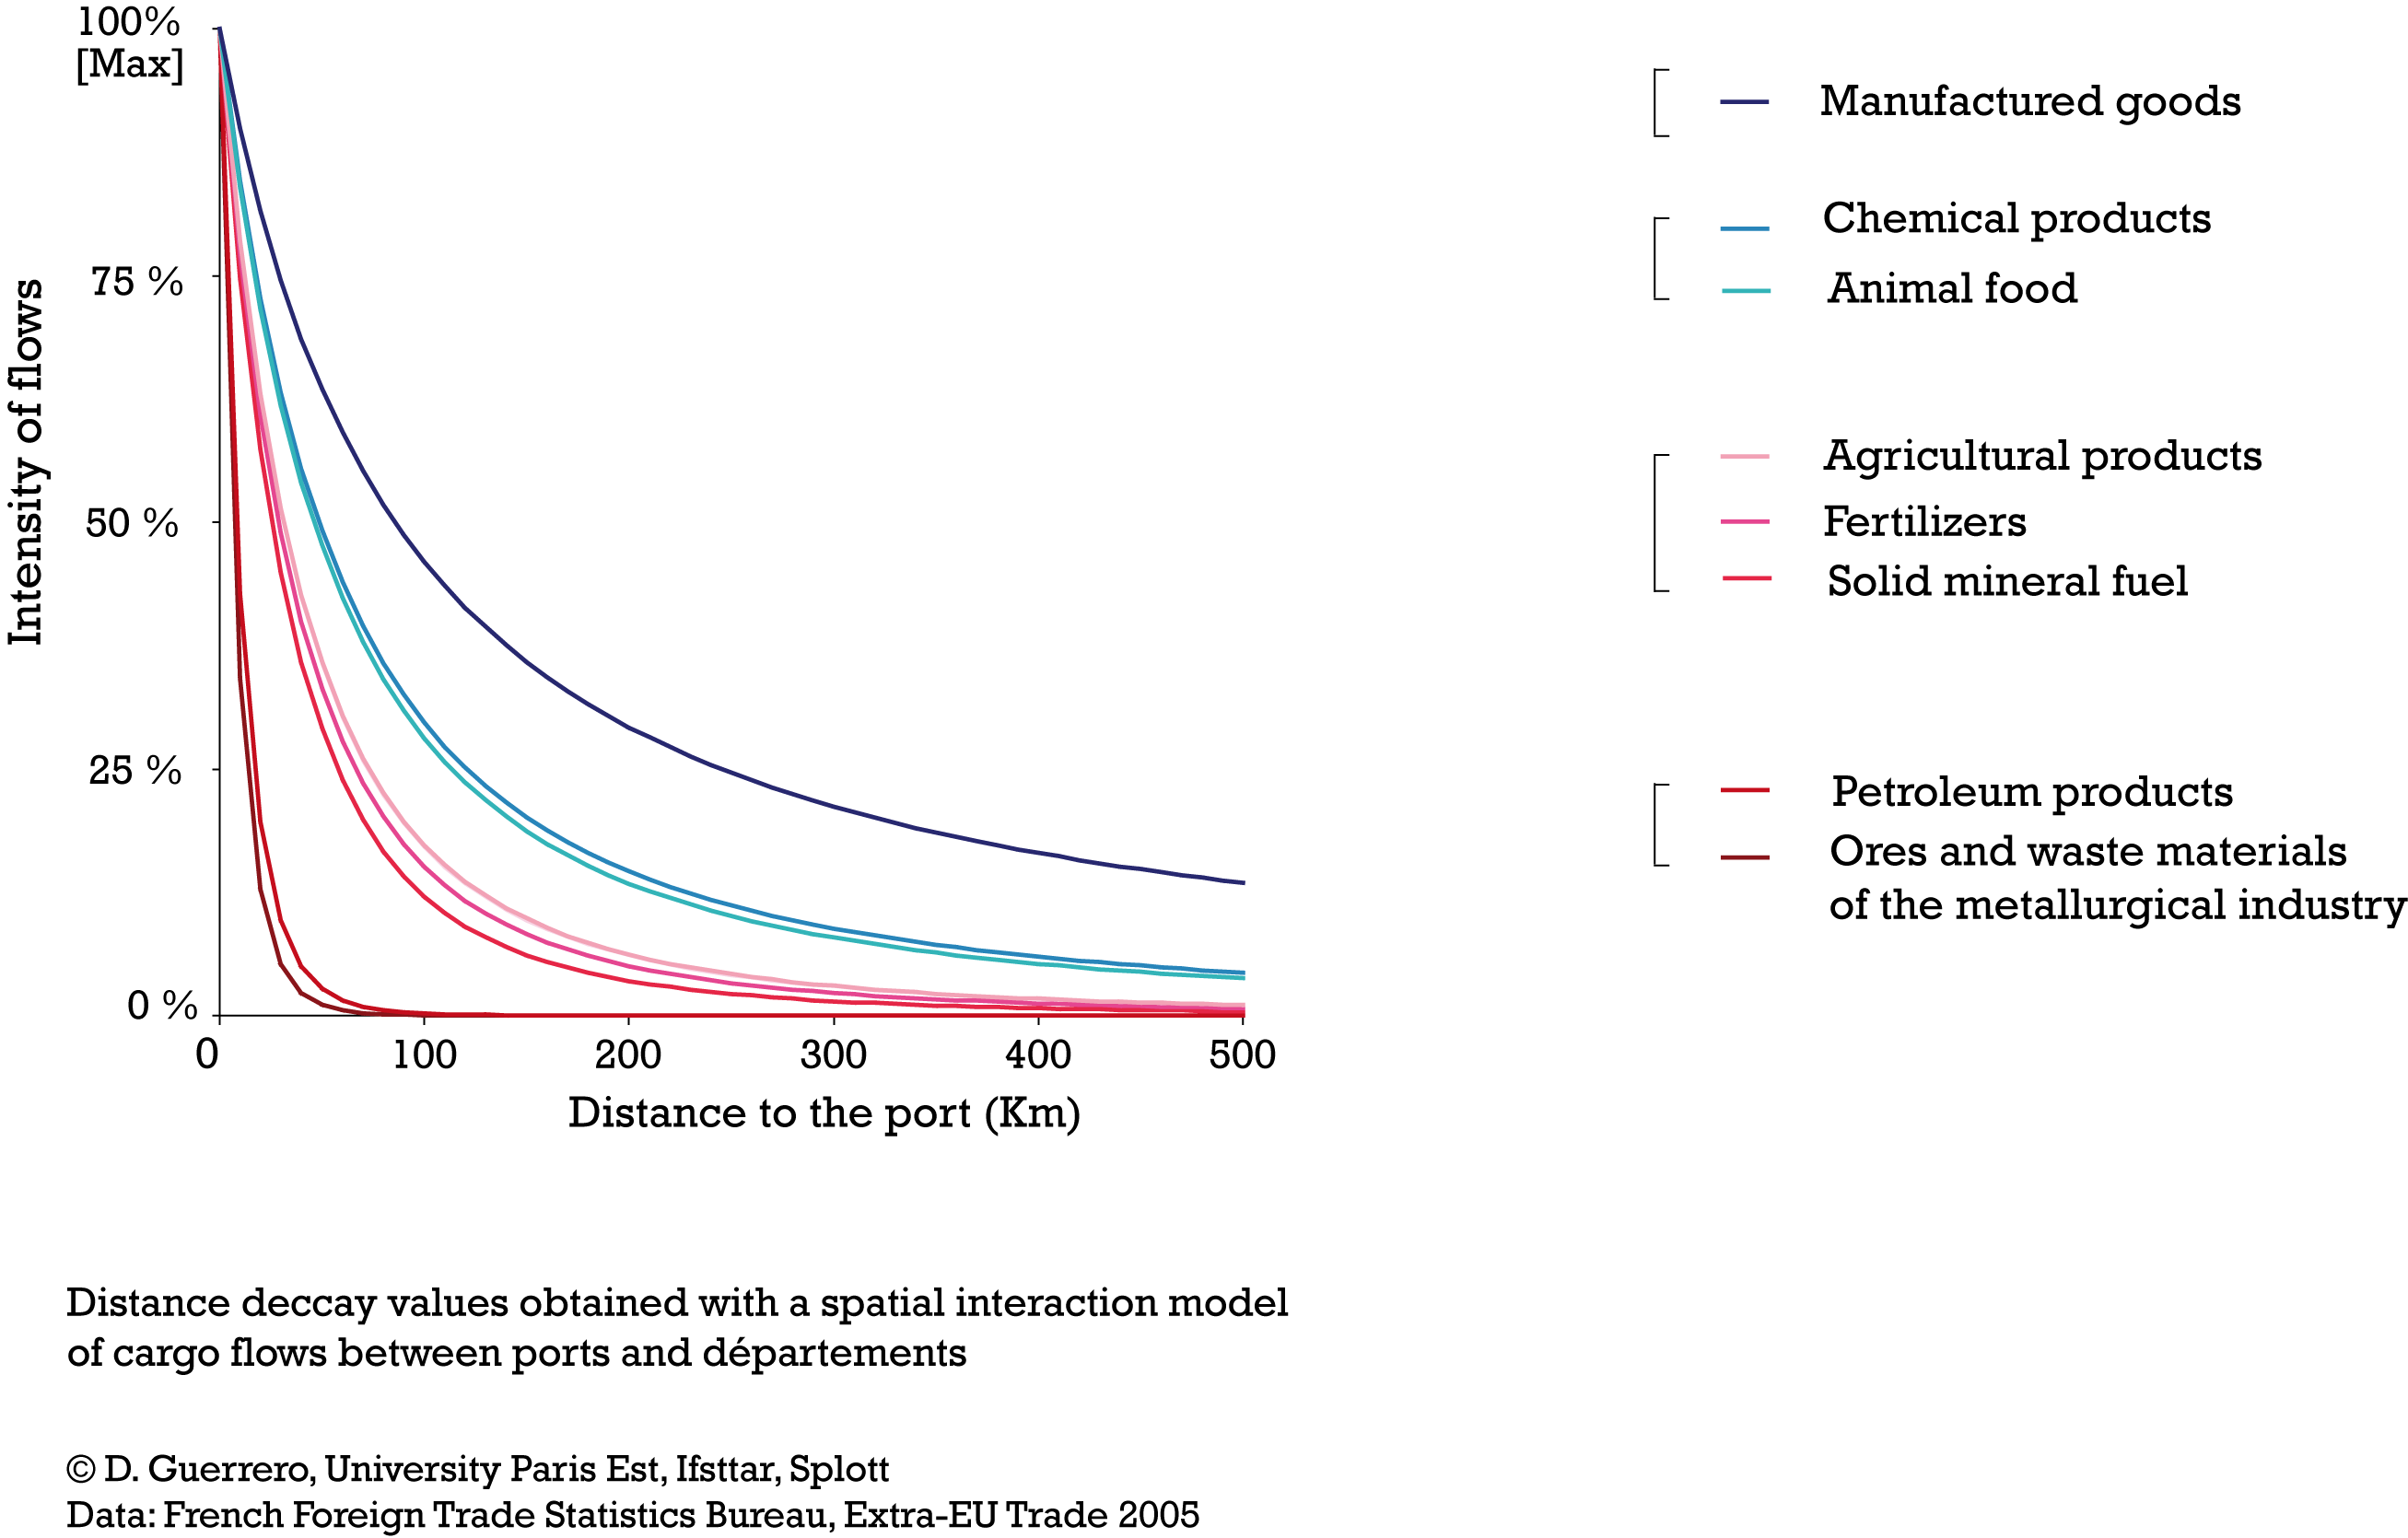 100%
[Max]
75 %
50 %
25 %
0 %
Intensity of flows
0 100 200 300 400 500
Distance to the port (Km)
Manufactured goods
Chemical products
Animal food
Agricultural products
Fertilizers
Solid mineral fuel
Petroleum products
Ores and waste materials
of the metallurgical industry
Distance deccay values obtained with a spatial interaction model
of cargo flows between ports and départements
© D. Guerrero, University Paris Est, Ifsttar, Splott
Data: French Foreign Trade Statistics Bureau, Extra-EU Trade 2005